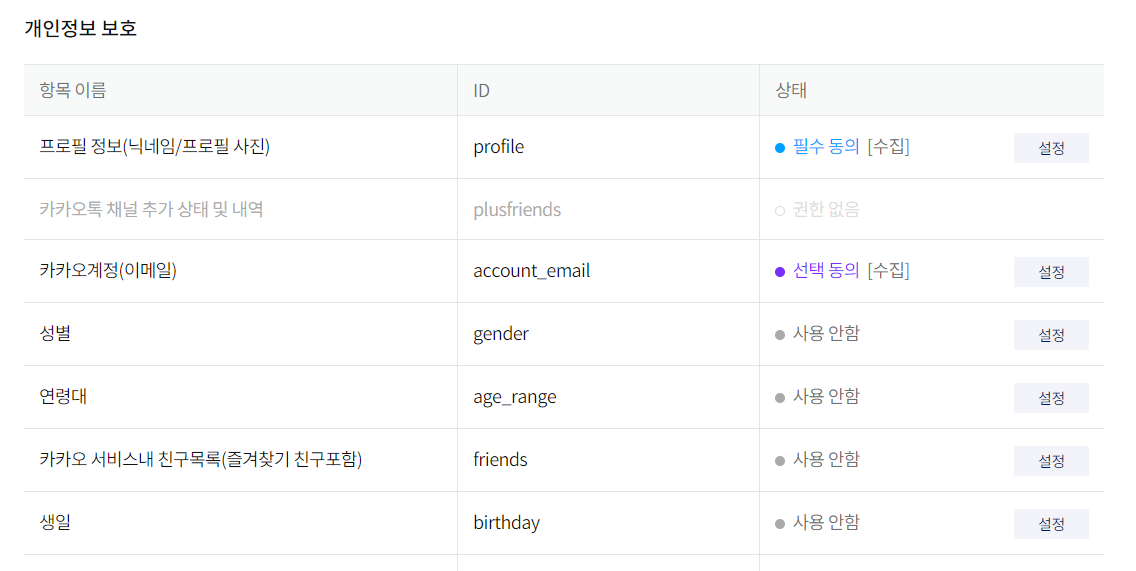 개인정보 보호
항목 이름 ID 상태
프로필 정보(닉네임/프로필 사진) profile 필수 동의 [수집] 설정
카카오톡 채널 추가 상태 및 내역 plusfriends 권한 없음
카카오계정(이메일) account_email 선택 동의 [수집] 설정
성별 gender 사용 안함 설정
연령대 age_range 사용 안함 설정
카카오 서비스내 친구목록(즐겨찾기 친구포함) friends 사용 안함 설정
생일 birthday 사용 안함 설정